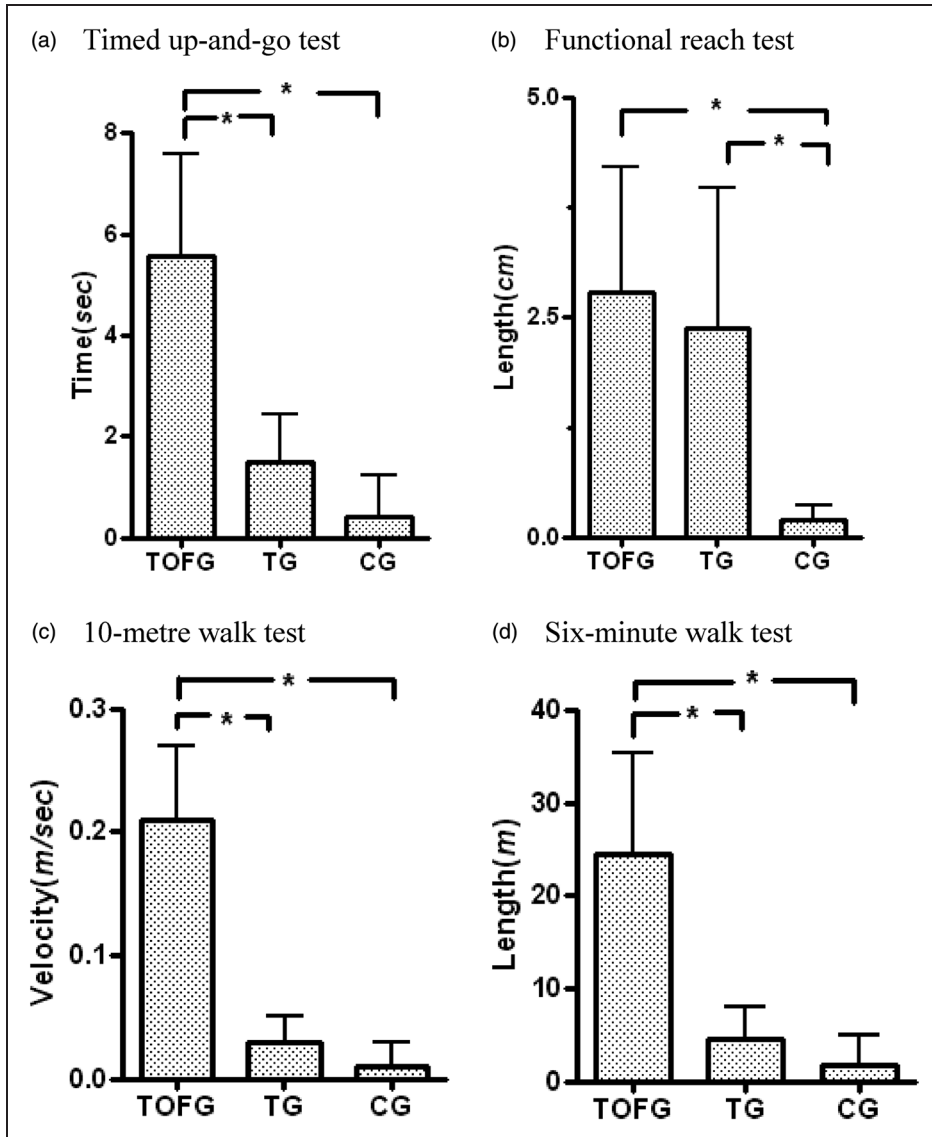 (a) Timed up-and-go test
*
*
8
6
4
2
0
Time(sec)
TOFG TG CG
(b) Functional reach test
*
*
5.0
2.5
0.0
Length(cm)
TOFG TG CG
(c) 10-metre walk test
*
*
0.3
0.2
0.1
0.0
Velocity(m/sec)
TOFG TG CG
(d) Six-minute walk test
*
*
40
30
20
10
0
Length(m)
TOFG TG CG